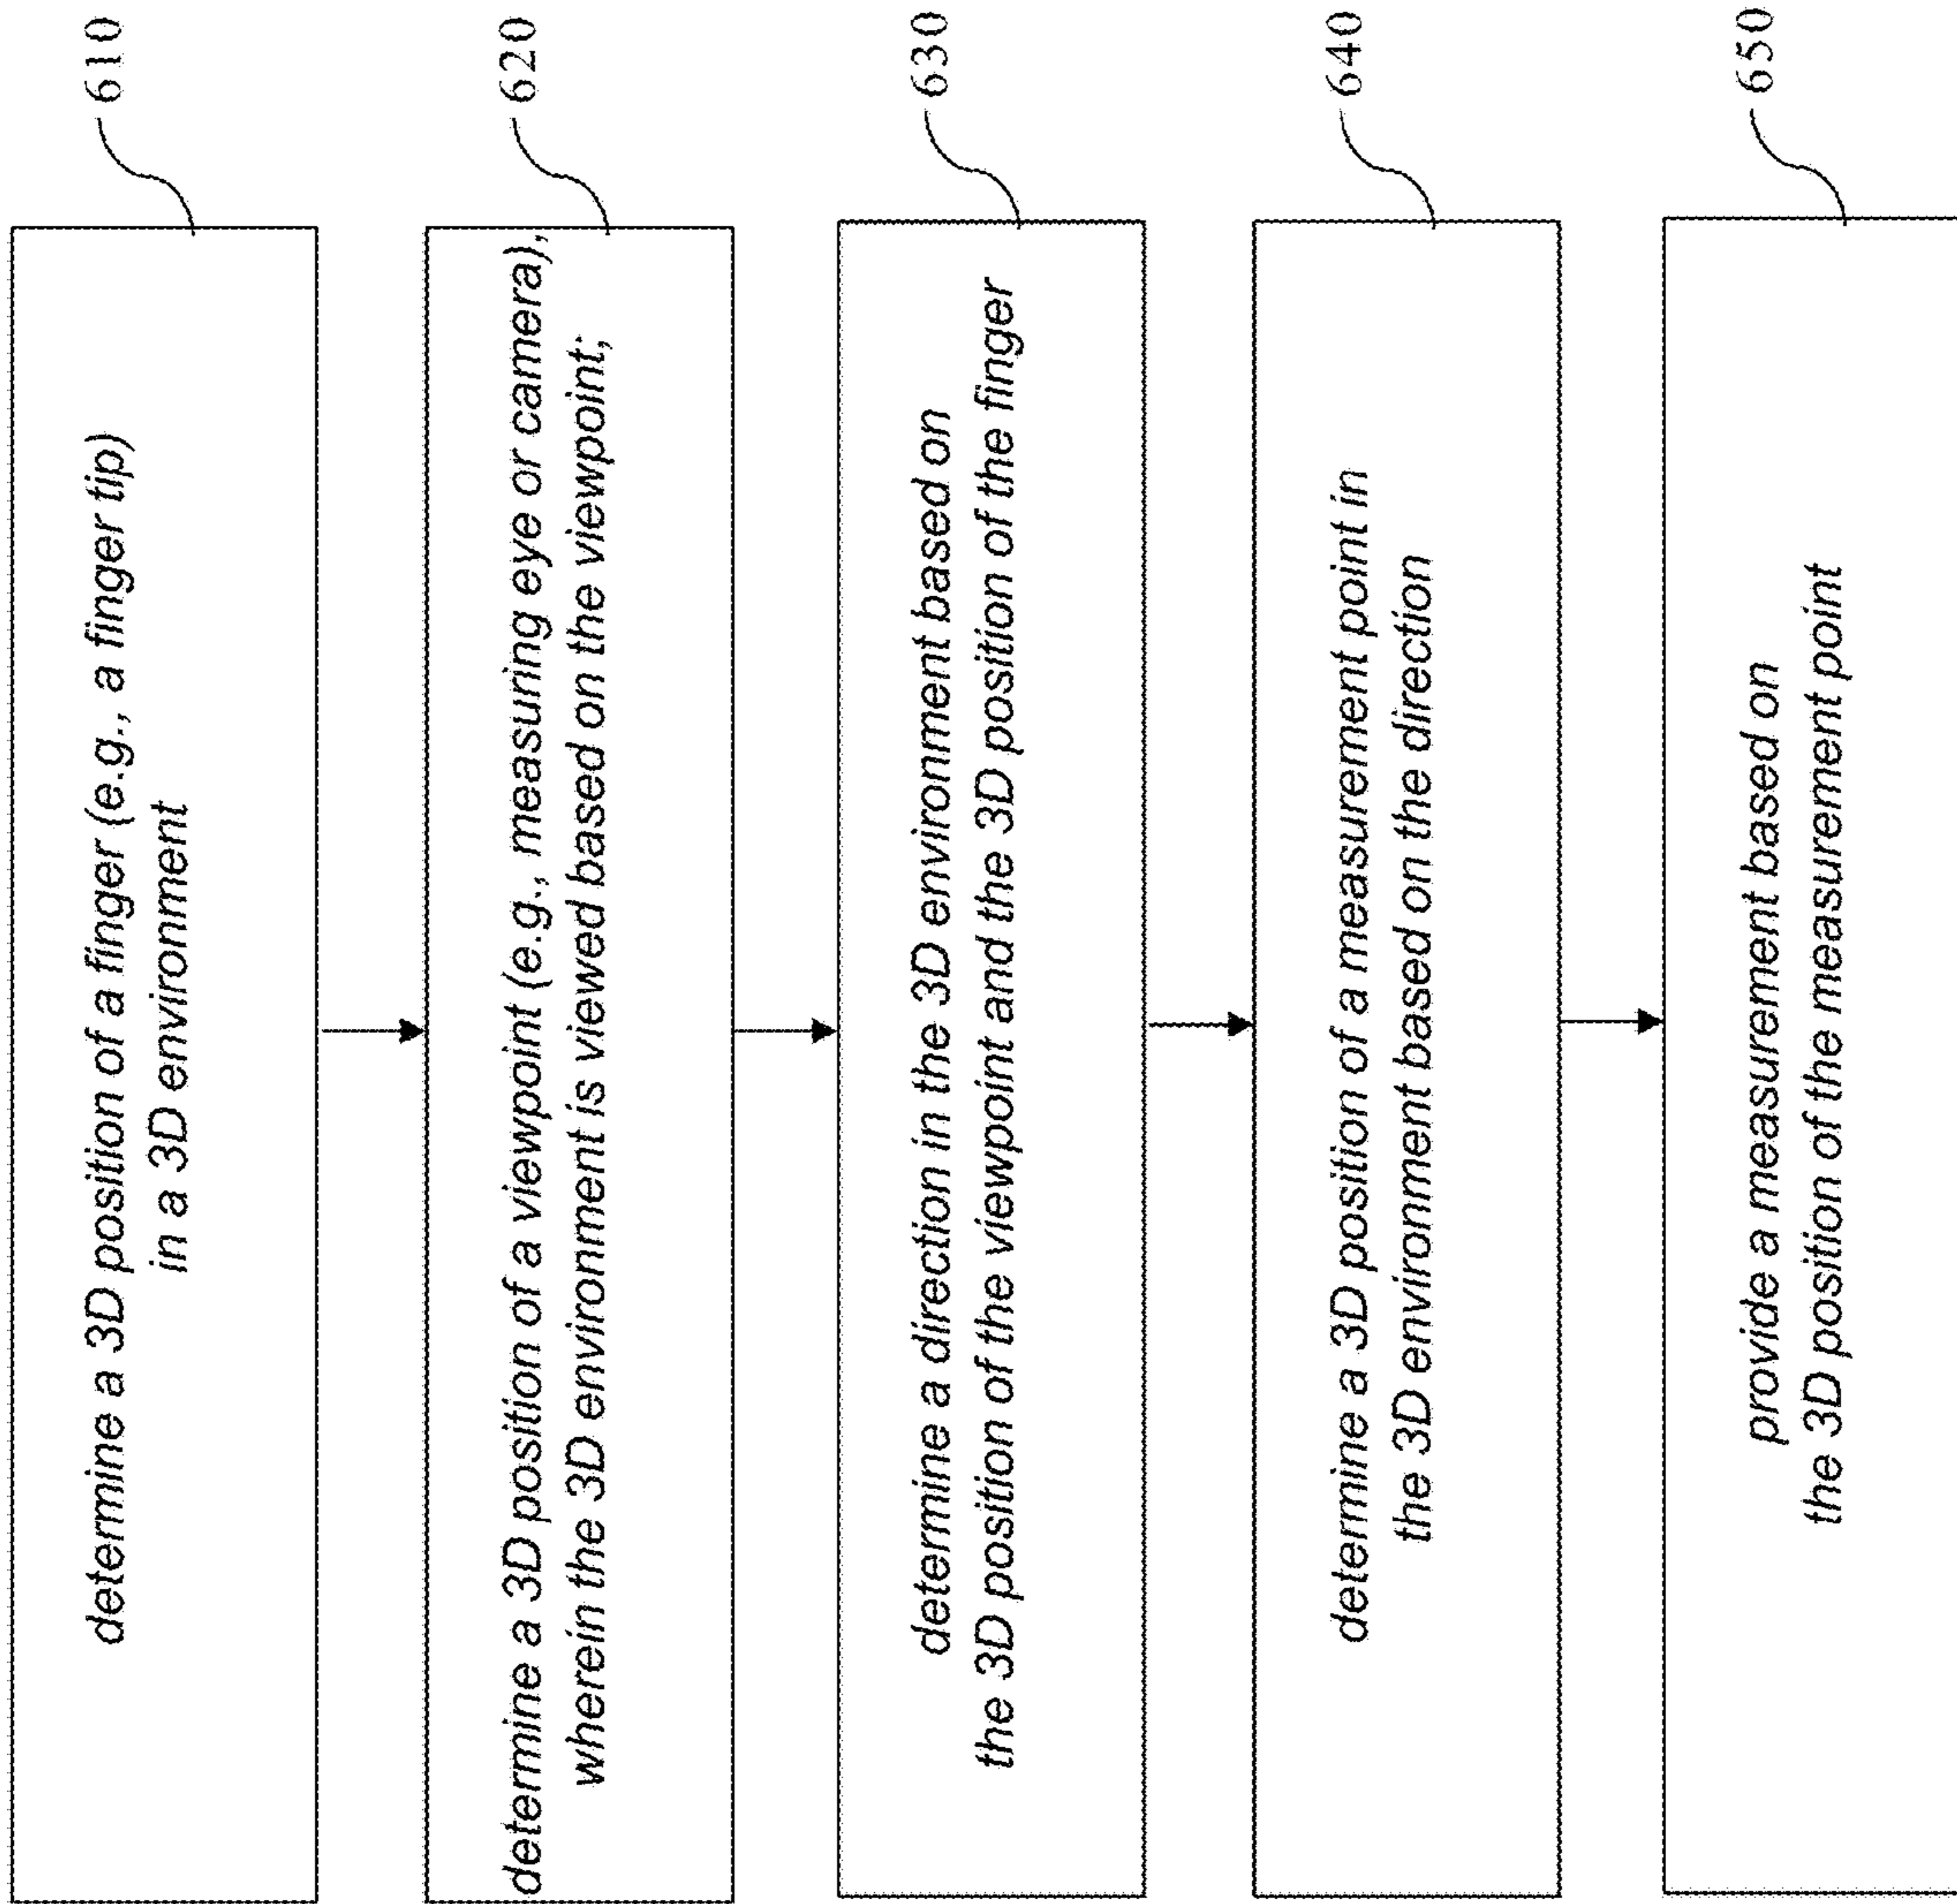 determine a 3D position of a finger (e.g., a finger tip)
in a 3D environment
610
determine a 3D position of a viewpoint (e.g., measuring eye or camera),
wherein the 3D environment is viewed based on the viewpoint;
620
determine a direction in the 3D environment based on
the 3D position of the viewpoint and the 3D position of the finger
630
determine a 3D position of a measurement point in
the 3D environment based on the direction
640
provide a measurement based on
the 3D position of the measurement point
650